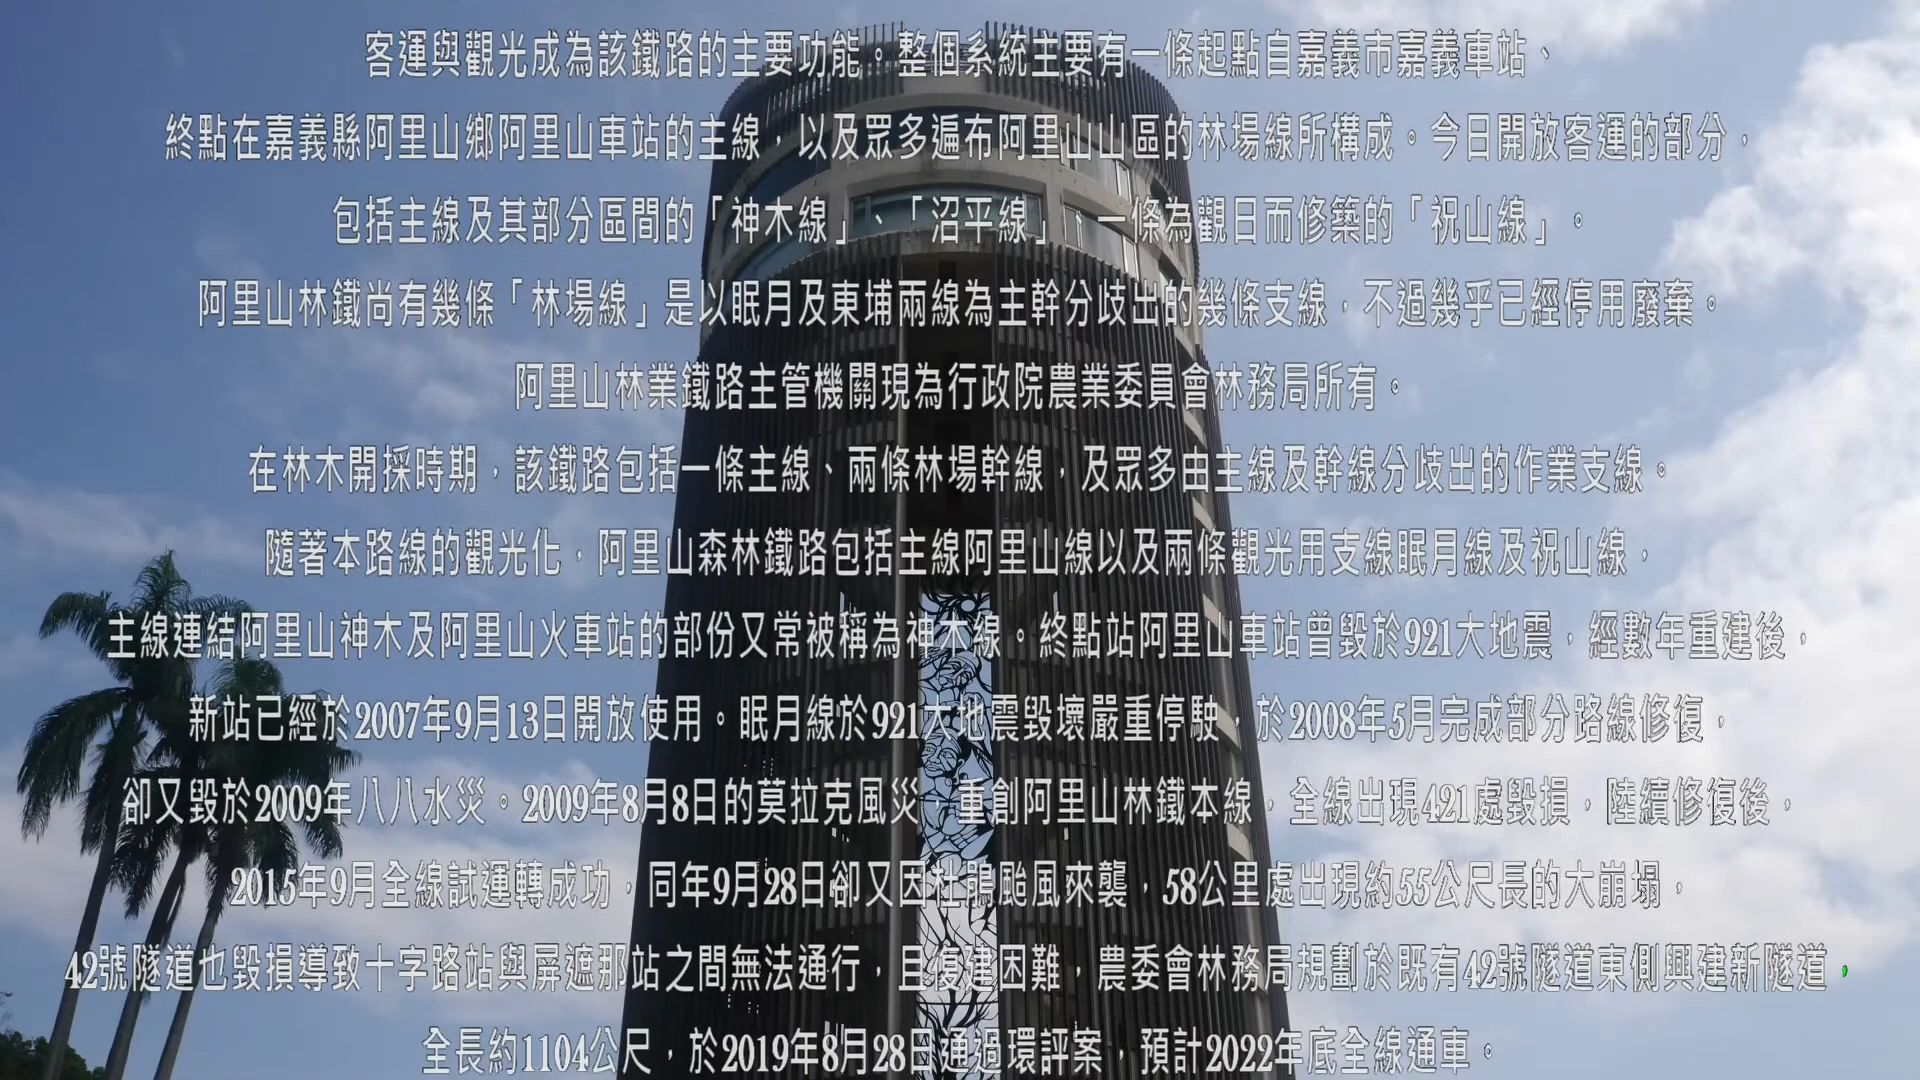 客運與觀光成為該鐵路的主要功能。整個系統主要有一條起點自嘉義市嘉義車站、
終點在嘉義縣阿里山鄉阿里山車站的主線，以及眾多遍布阿里山山區的林場線所構成。今日開放客運的部分，
包括主線及其部分區間的「神木線」、「沼平線」，一條為觀日而修築的「祝山線」。
阿里山林鐵尚有幾條「林場線」是以眠月及東埔兩線為主幹分歧出的幾條支線，不過幾乎已經停用廢棄。
阿里山林業鐵路主管機關現為行政院農業委員會林務局所有。
在林木開採時期，該鐵路包括一條主線、兩條林場幹線，及眾多由主線及幹線分歧出的作業支線。
隨著本路線的觀光化，阿里山森林鐵路包括主線阿里山線以及兩條觀光用支線眠月線及祝山線，
主線連結阿里山神木及阿里山火車站的部份又常被稱為神木線。終點站阿里山車站曾毀於921大地震，經數年重建後，
新站已經於2007年9月13日開放使用。眠月線於921大地震毀壞嚴重停駛，於2008年5月完成部分路線修復，
卻又毀於2009年八八水災。2009年8月8日的莫拉克風災，重創阿里山林鐵本線，全線出現421處毀損，陸續修復後，
2015年9月全線試運轉成功，同年9月28日卻又因杜鵑颱風來襲，58公里處出現約55公尺長的大崩塌，
42號隧道也毀損導致十字路站與屏遮那站之間無法通行，且復建困難，農委會林務局規劃於既有42號隧道東側興建新隧道，
全長約1104公尺，於2019年8月28日通過環評案，預計2022年底全線通車。